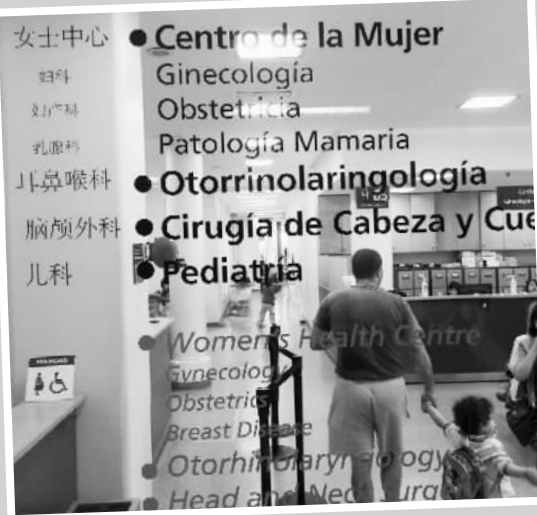 女士中心 • Centro de la Mujer
妇科 Ginecología
妇产科 Obstetricia
乳腺科 Patología Mamaria
耳鼻喉科 • Otorrinolaringología
脑颅外科 • Cirugía de Cabeza y Cue
儿科 • Pediatría
• Women's Health Centre
Gynecology
Obstetrics
Breast Disease
• Otorhinolaryngology
• Head and Neck Surg